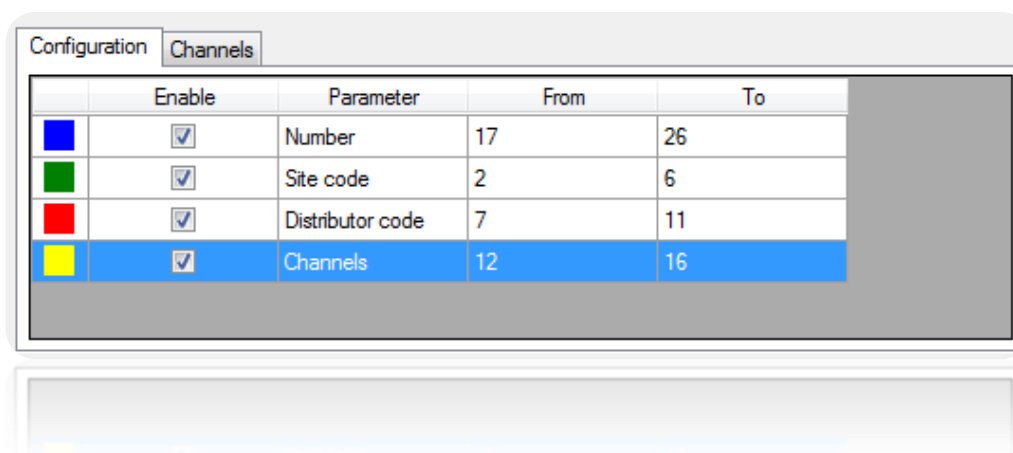 Configuration Channels
Enable Parameter From To
Number 17 26
Site code 2 6
Distributor code 7 11
Channels 12 16